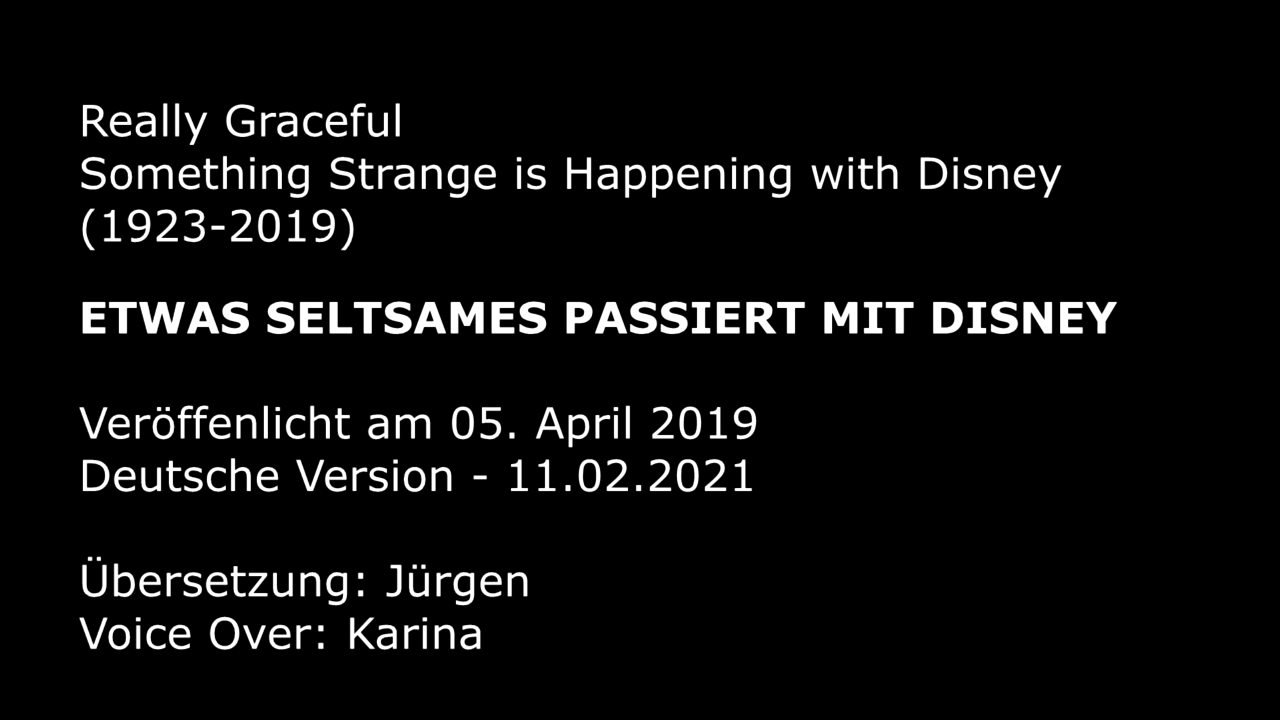 Really Graceful
Something Strange is Happening with Disney
(1923-2019)
ETWAS SELTSAMES PASSIERT MIT DISNEY
Veröffenlicht am 05. April 2019
Deutsche Version - 11.02.2021
Übersetzung: Jürgen
Voice Over: Karina